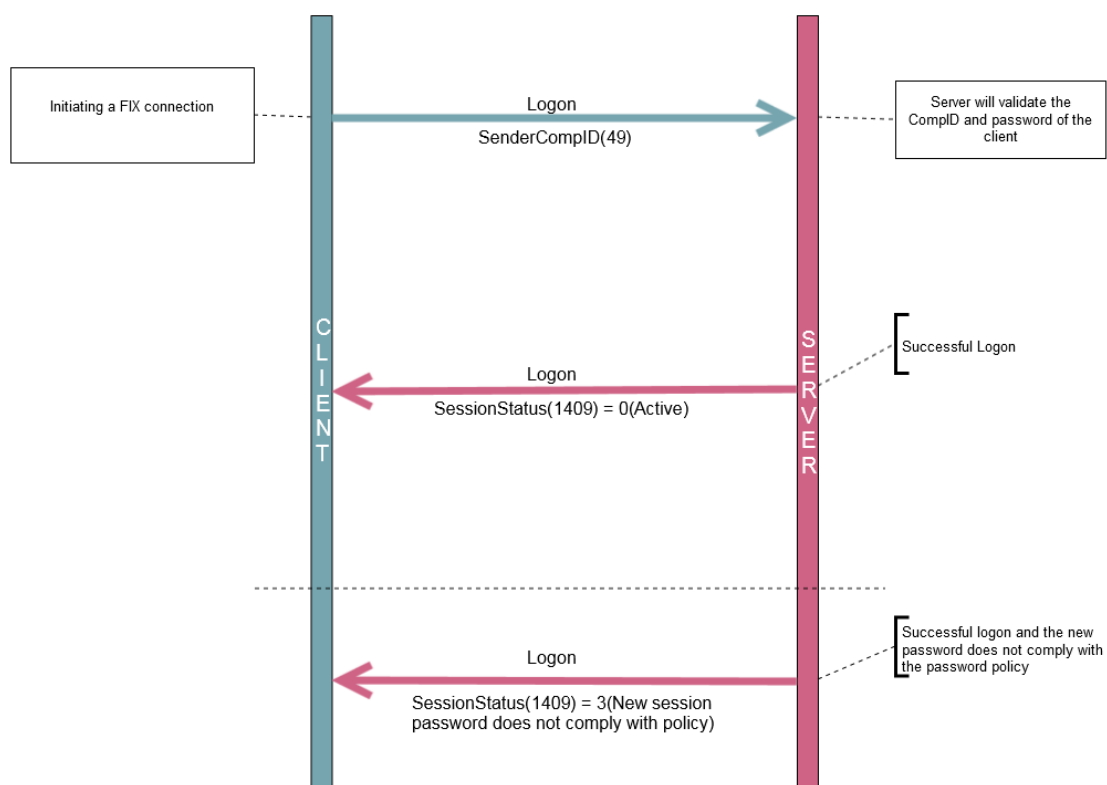 Initiating a FIX connection
Logon
SenderCompID(49)
Server will validate the
CompID and password of the
client
CLIENT
SERVER
Successful Logon
Logon
SessionStatus(1409) = 0(Active)
Successful logon and the new
password does not comply with
the password policy
Logon
SessionStatus(1409) = 3(New session
password does not comply with policy)